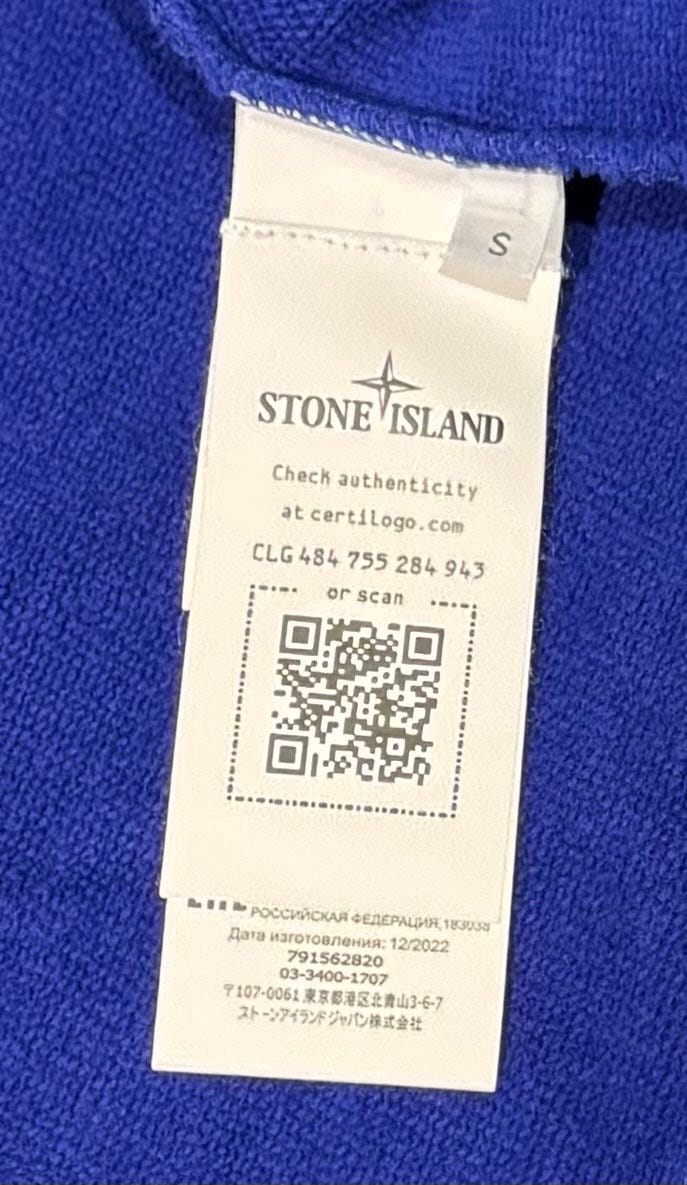 S
STONE ISLAND
Check authenticity
at certilogo.com
CLG 484 755 284 943
or scan
РОССИЙСКАЯ ФЕДЕРАЦИЯ, 183038
Дата изготовления: 12/2022
791562820
03-3400-1707
〒107-0061 東京都港区北青山3-6-7
ストーンアイランドジャパン株式会社